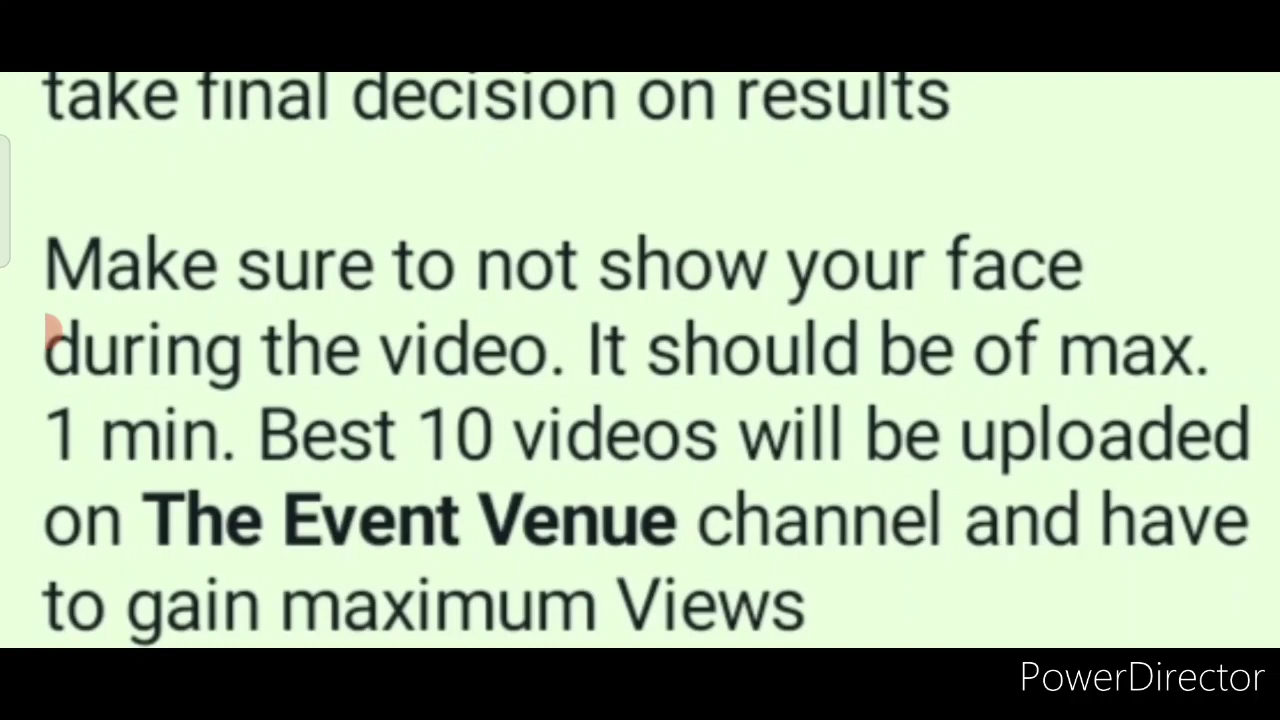 take final decision on results
Make sure to not show your face
during the video. It should be of max.
1 min. Best 10 videos will be uploaded
on The Event Venue channel and have
to gain maximum Views
PowerDirector